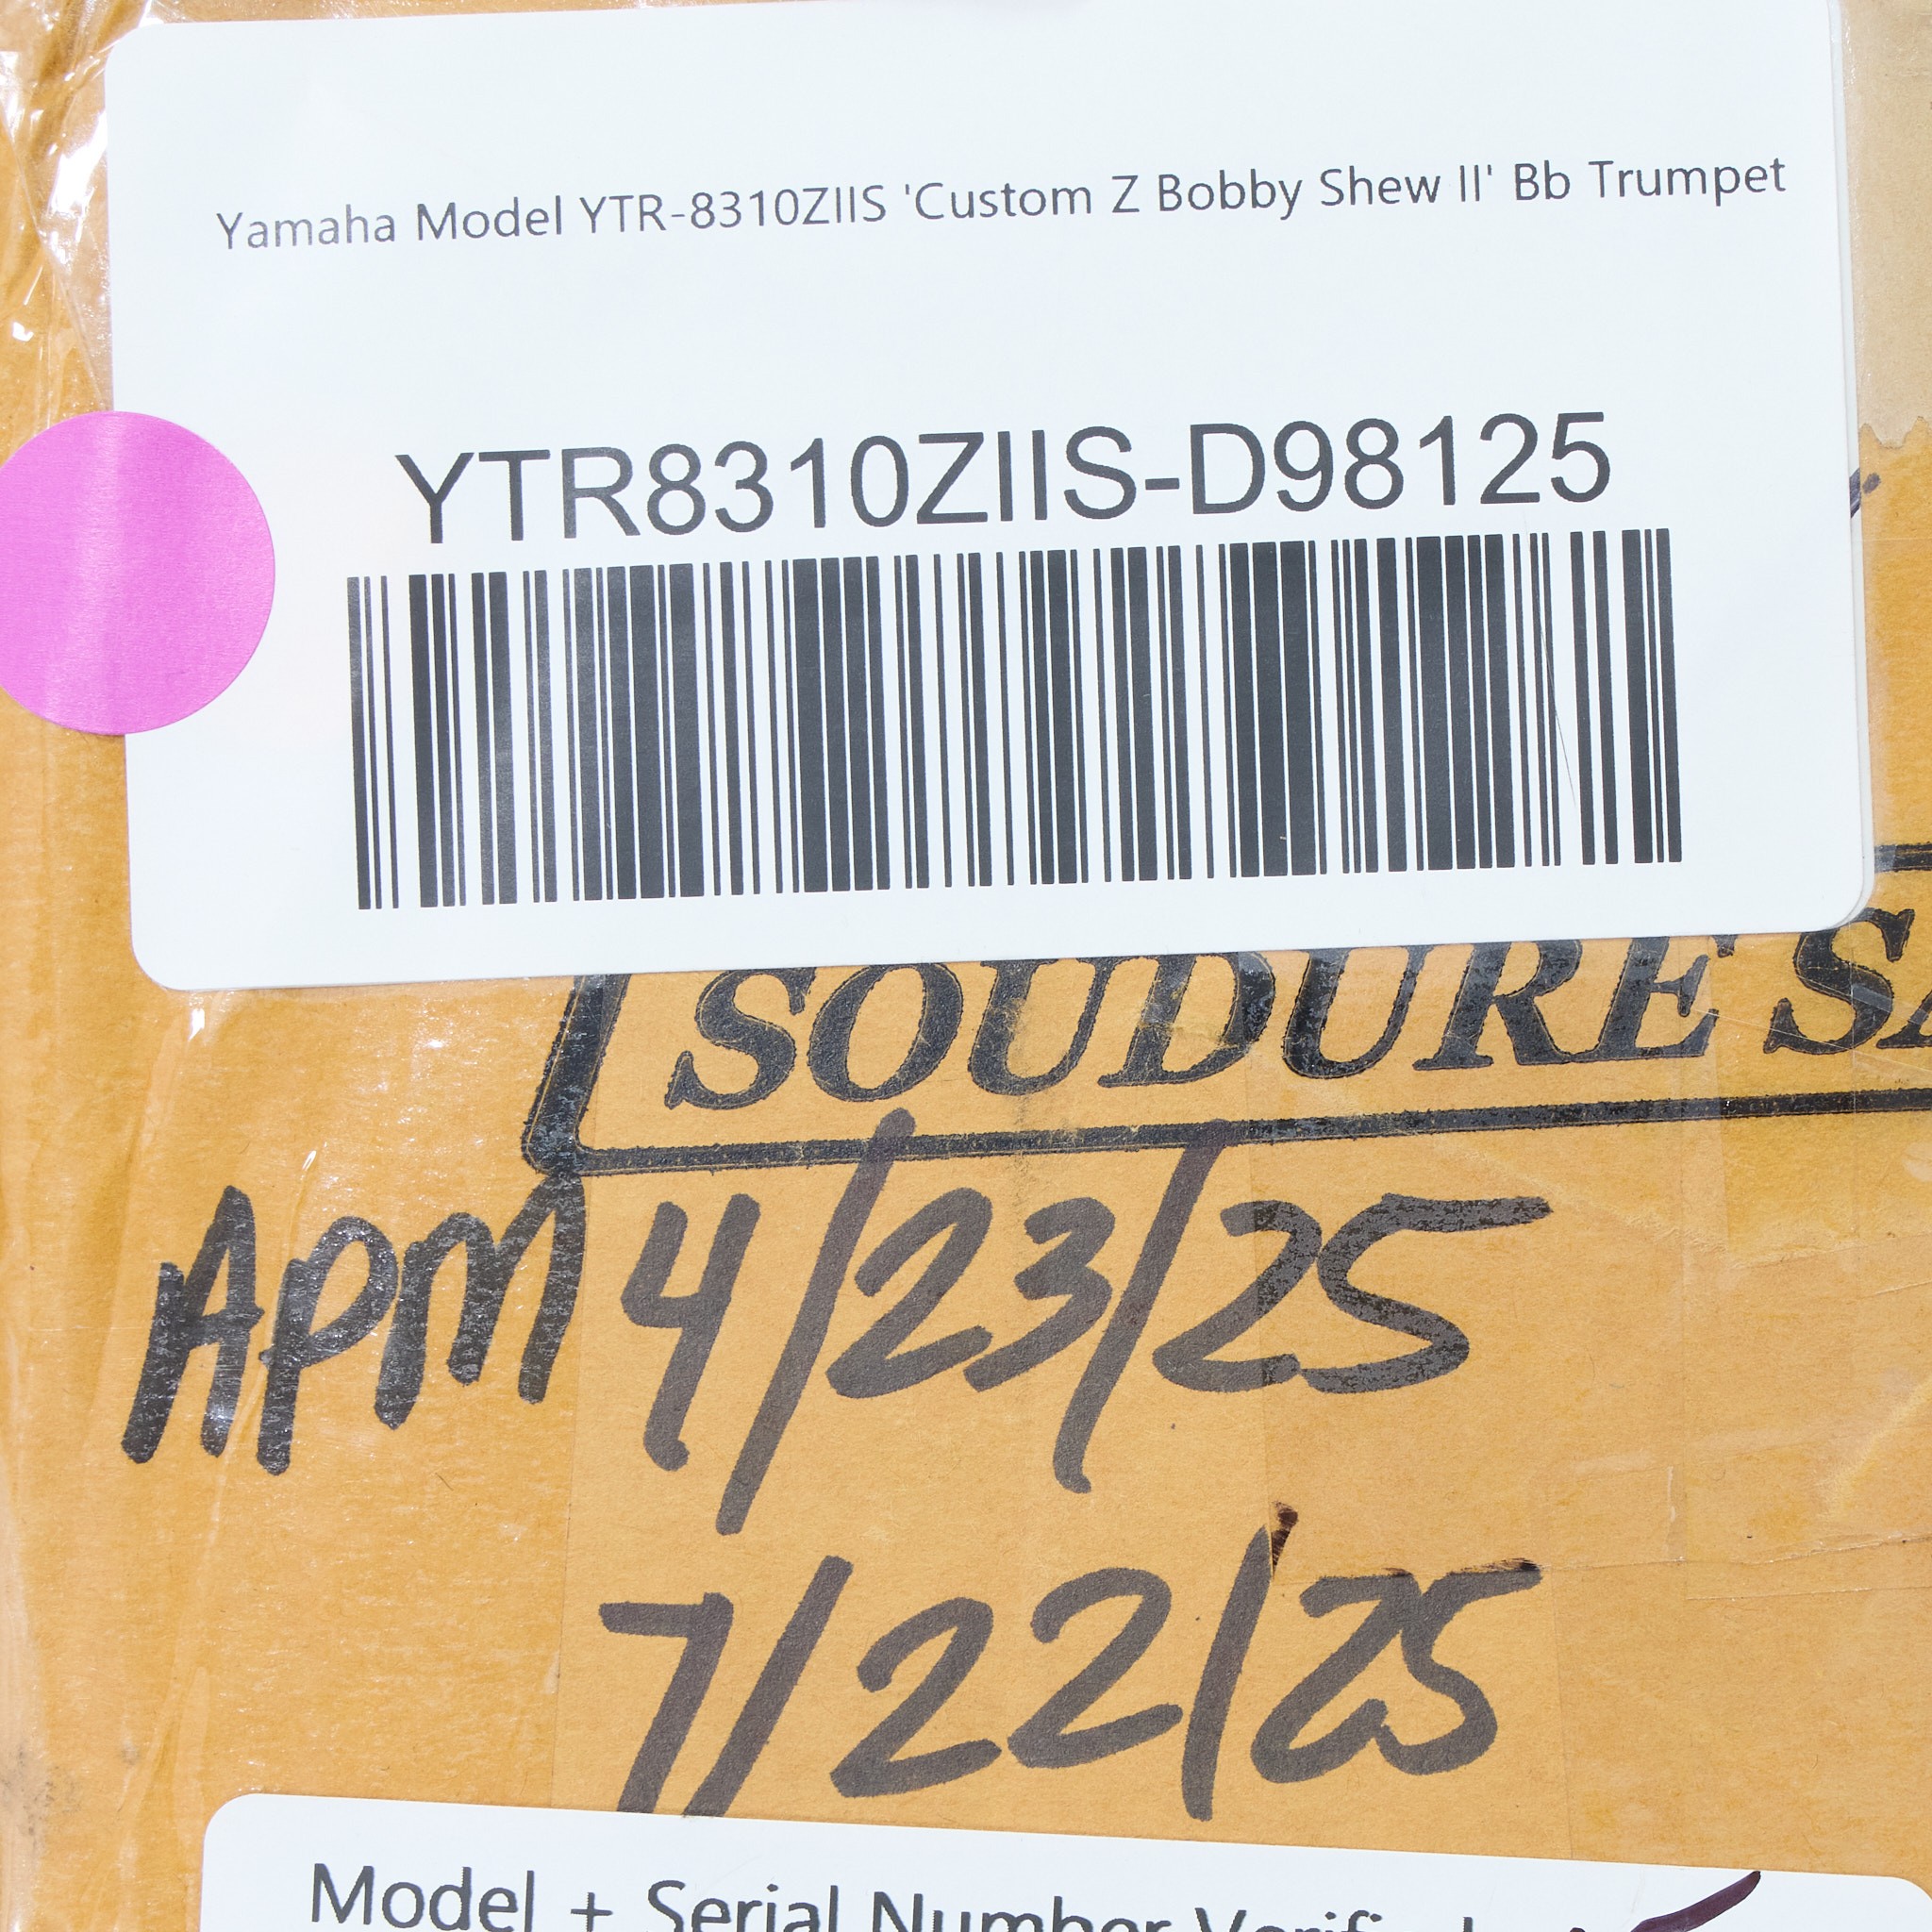 Yamaha Model YTR-8310ZIIS 'Custom Z Bobby Shew II' Bb Trumpet
YTR8310ZIIS-D98125
SOUDURE
APM 4/23/25
7/22/25
Model + Serial Number